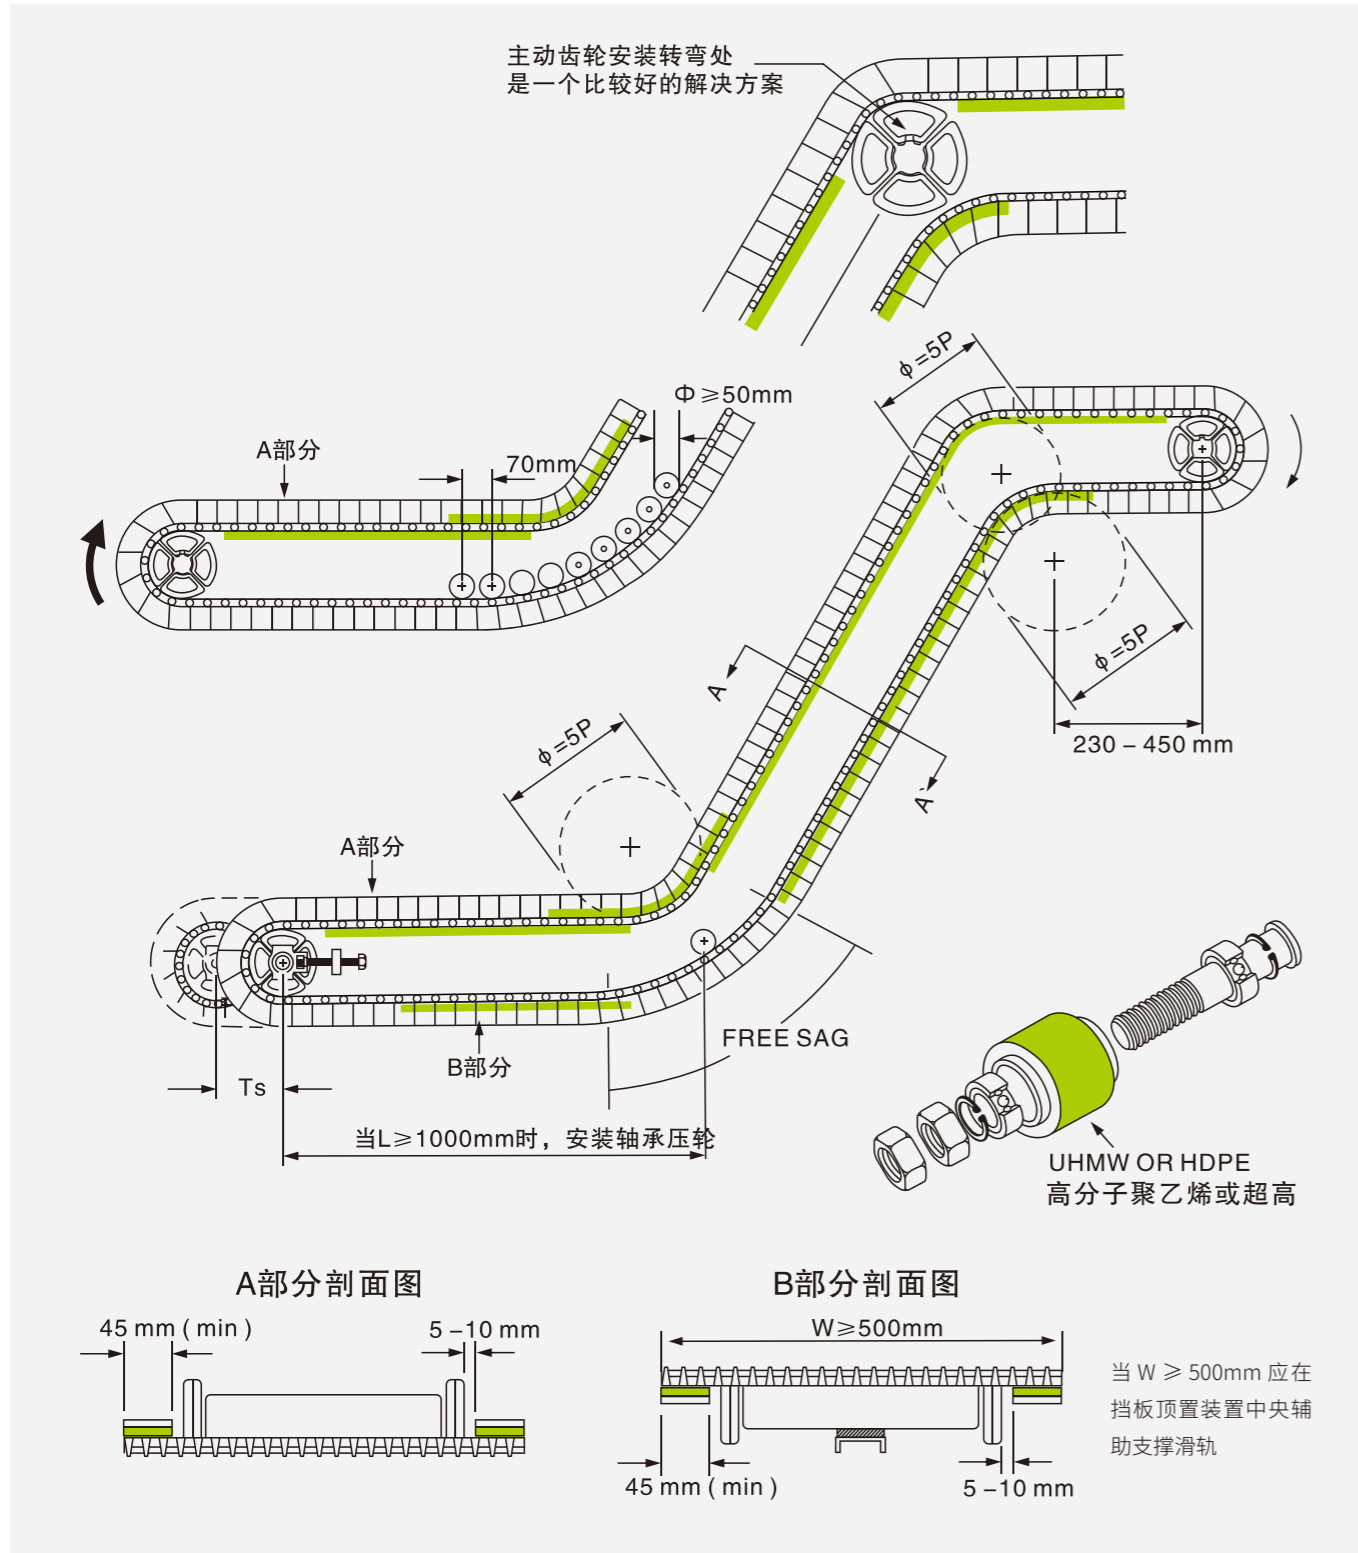 主动齿轮安装转弯处
是一个比较好的解决方案
ϕ=5P
Φ≥50mm
A部分
70mm
A
ϕ=5P
230－450 mm
ϕ=5P
A
A部分
FREE SAG
B部分
Ts
当L≥1000mm时，安装轴承压轮
UHMW OR HDPE
高分子聚乙烯或超高
A部分剖面图
B部分剖面图
45 mm ( min )
5－10 mm
W≥500mm
当 W ≥ 500mm 应在
挡板顶置装置中央辅
助支撑滑轨
45 mm ( min )
5－10 mm